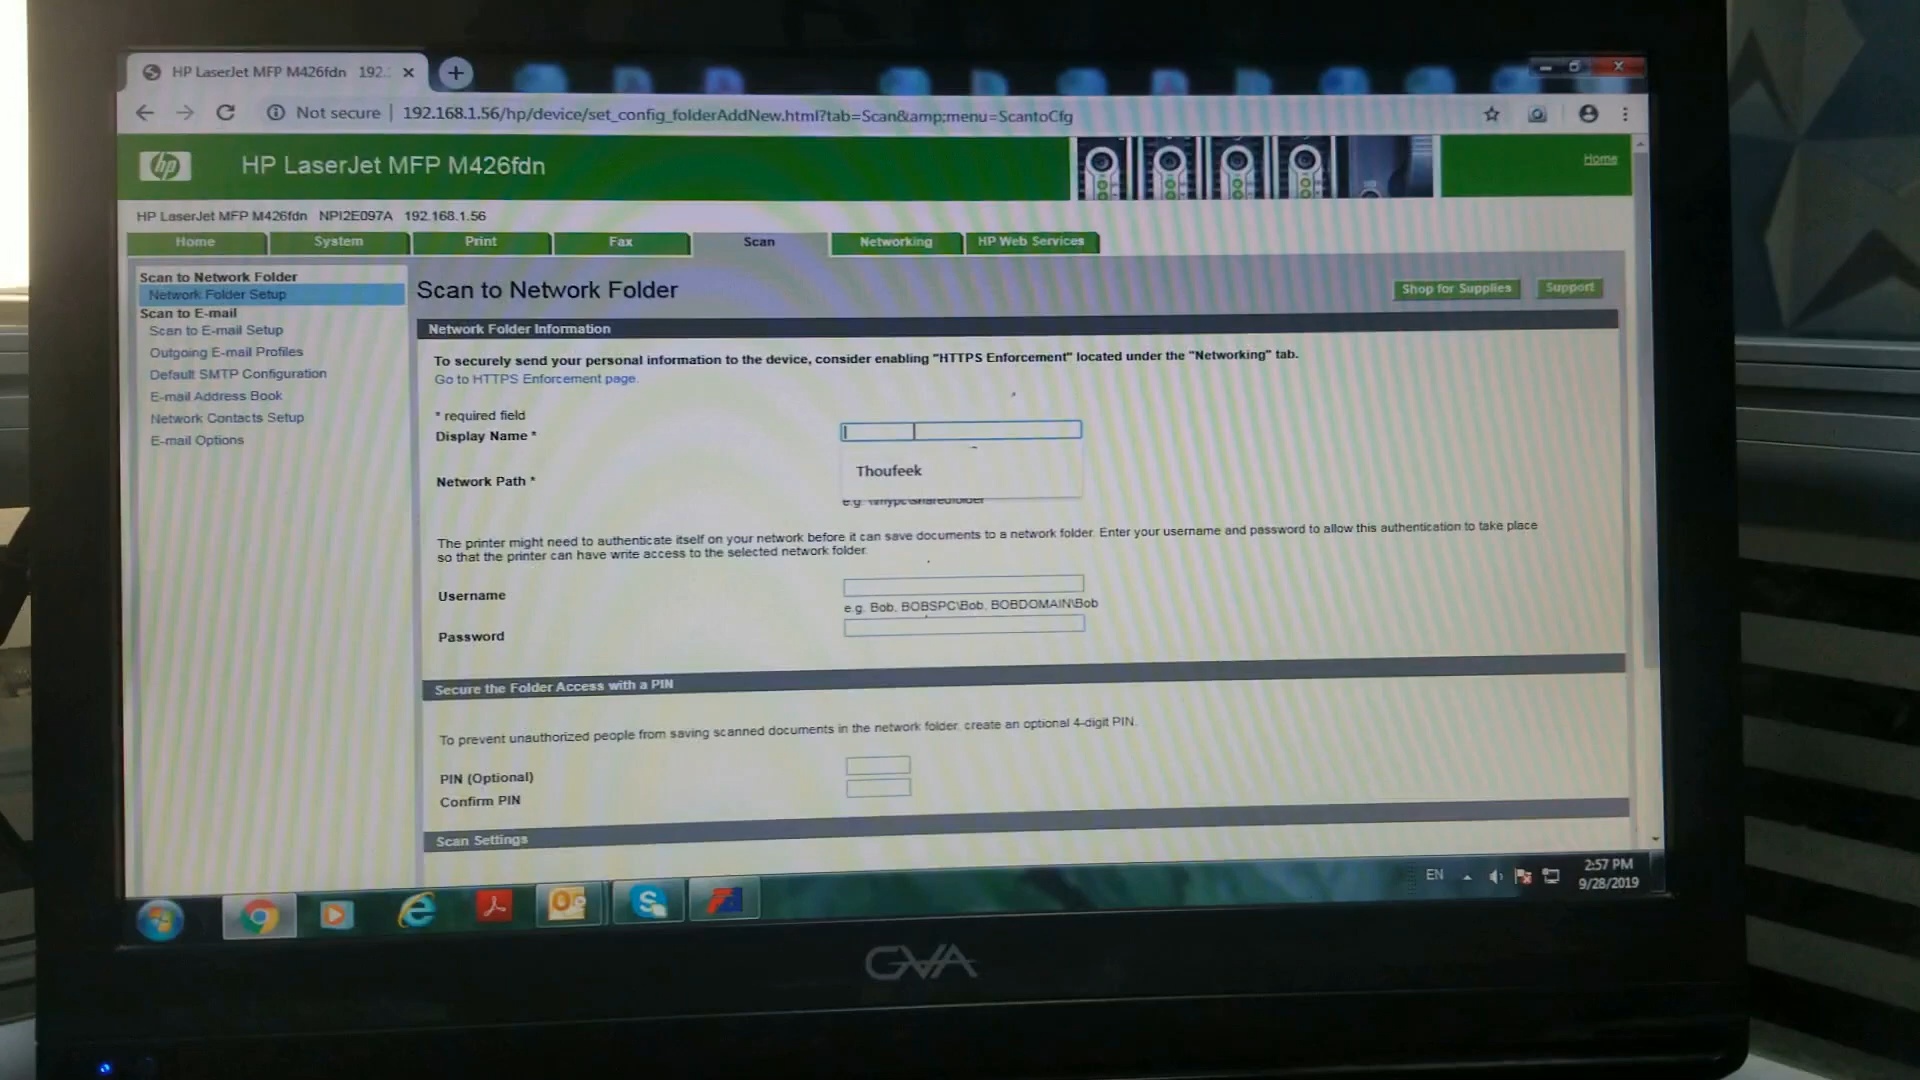 HP LaserJet MFP M426fdn 192.
Not secure | 192.168.1.56/hp/device/set_config_folderAddNew.html?tab=Scan&amp;menu=ScantoCfg
hp
HP LaserJet MFP M426fdn
Home
HP LaserJet MFP M426fdn NPI2E097A 192.168.1.56
Home System Print Fax Scan Networking HP Web Services
Scan to Network Folder
Network Folder Setup
Scan to E-mail
Scan to E-mail Setup
Outgoing E-mail Profiles
Default SMTP Configuration
E-mail Address Book
Network Contacts Setup
E-mail Options
Scan to Network Folder
Shop for Supplies
Support
Network Folder Information
To securely send your personal information to the device, consider enabling "HTTPS Enforcement" located under the "Networking" tab.
Go to HTTPS Enforcement page.
* required field
Display Name *
Thoufeek
Network Path *
e.g. \\mypc\sharedfolder
The printer might need to authenticate itself on your network before it can save documents to a network folder. Enter your username and password to allow this authentication to take place
so that the printer can have write access to the selected network folder.
Username
e.g. Bob, BOBSPC\Bob, BOBDOMAIN\Bob
Password
Secure the Folder Access with a PIN
To prevent unauthorized people from saving scanned documents in the network folder, create an optional 4-digit PIN.
PIN (Optional)
Confirm PIN
Scan Settings
EN
2:57 PM
9/28/2019
GVA